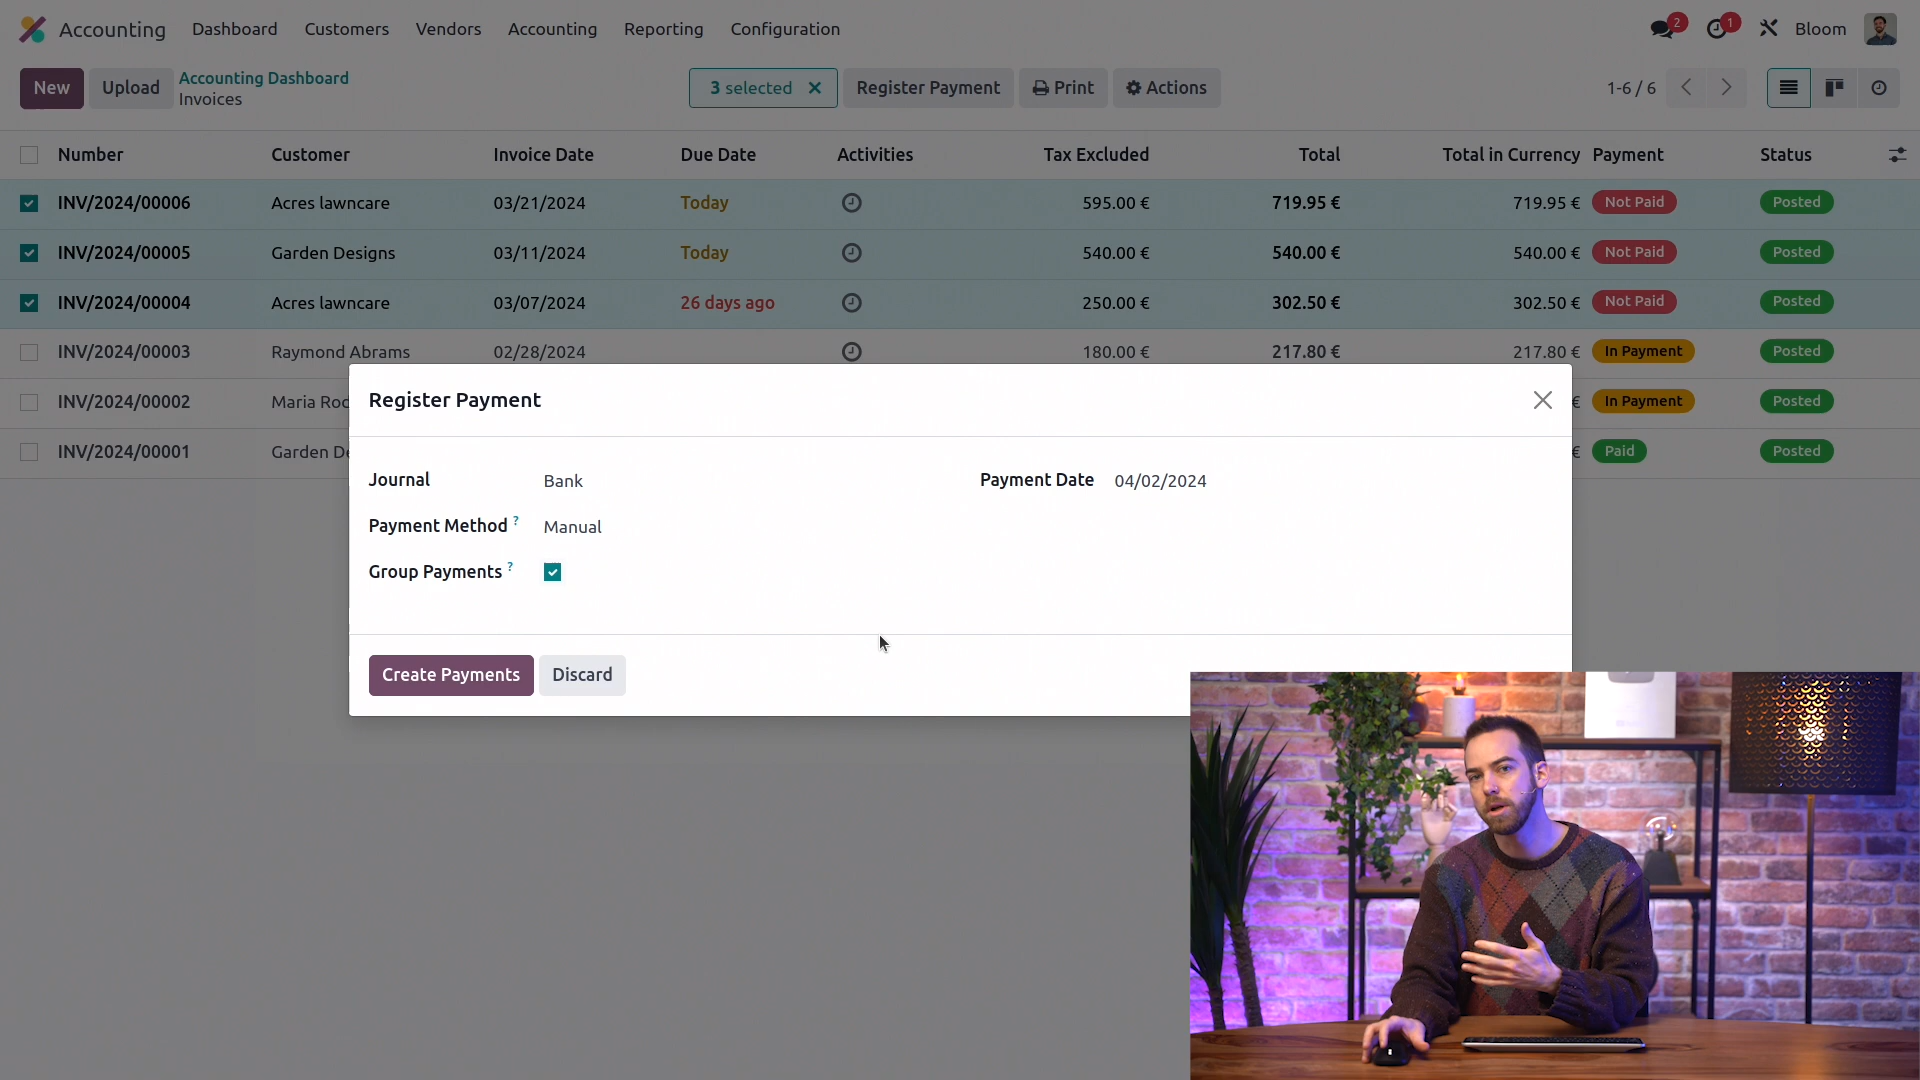 Accounting Dashboard Customers Vendors Accounting Reporting Configuration 2 1 Bloom
New Upload Accounting Dashboard
Invoices
3 selected Register Payment Print Actions 1-6 / 6
Number Customer Invoice Date Due Date Activities Tax Excluded Total Total in Currency Payment Status
INV/2024/00006 Acres lawncare 03/21/2024 Today 595.00 € 719.95 € 719.95 € Not Paid Posted
INV/2024/00005 Garden Designs 03/11/2024 Today 540.00 € 540.00 € 540.00 € Not Paid Posted
INV/2024/00004 Acres lawncare 03/07/2024 26 days ago 250.00 € 302.50 € 302.50 € Not Paid Posted
INV/2024/00003 Raymond Abrams 02/28/2024 180.00 € 217.80 € 217.80 € In Payment Posted
INV/2024/00002 Maria Roc € In Payment Posted
INV/2024/00001 Garden De € Paid Posted
Register Payment
Journal Bank Payment Date 04/02/2024
Payment Method ? Manual
Group Payments ?
Create Payments Discard